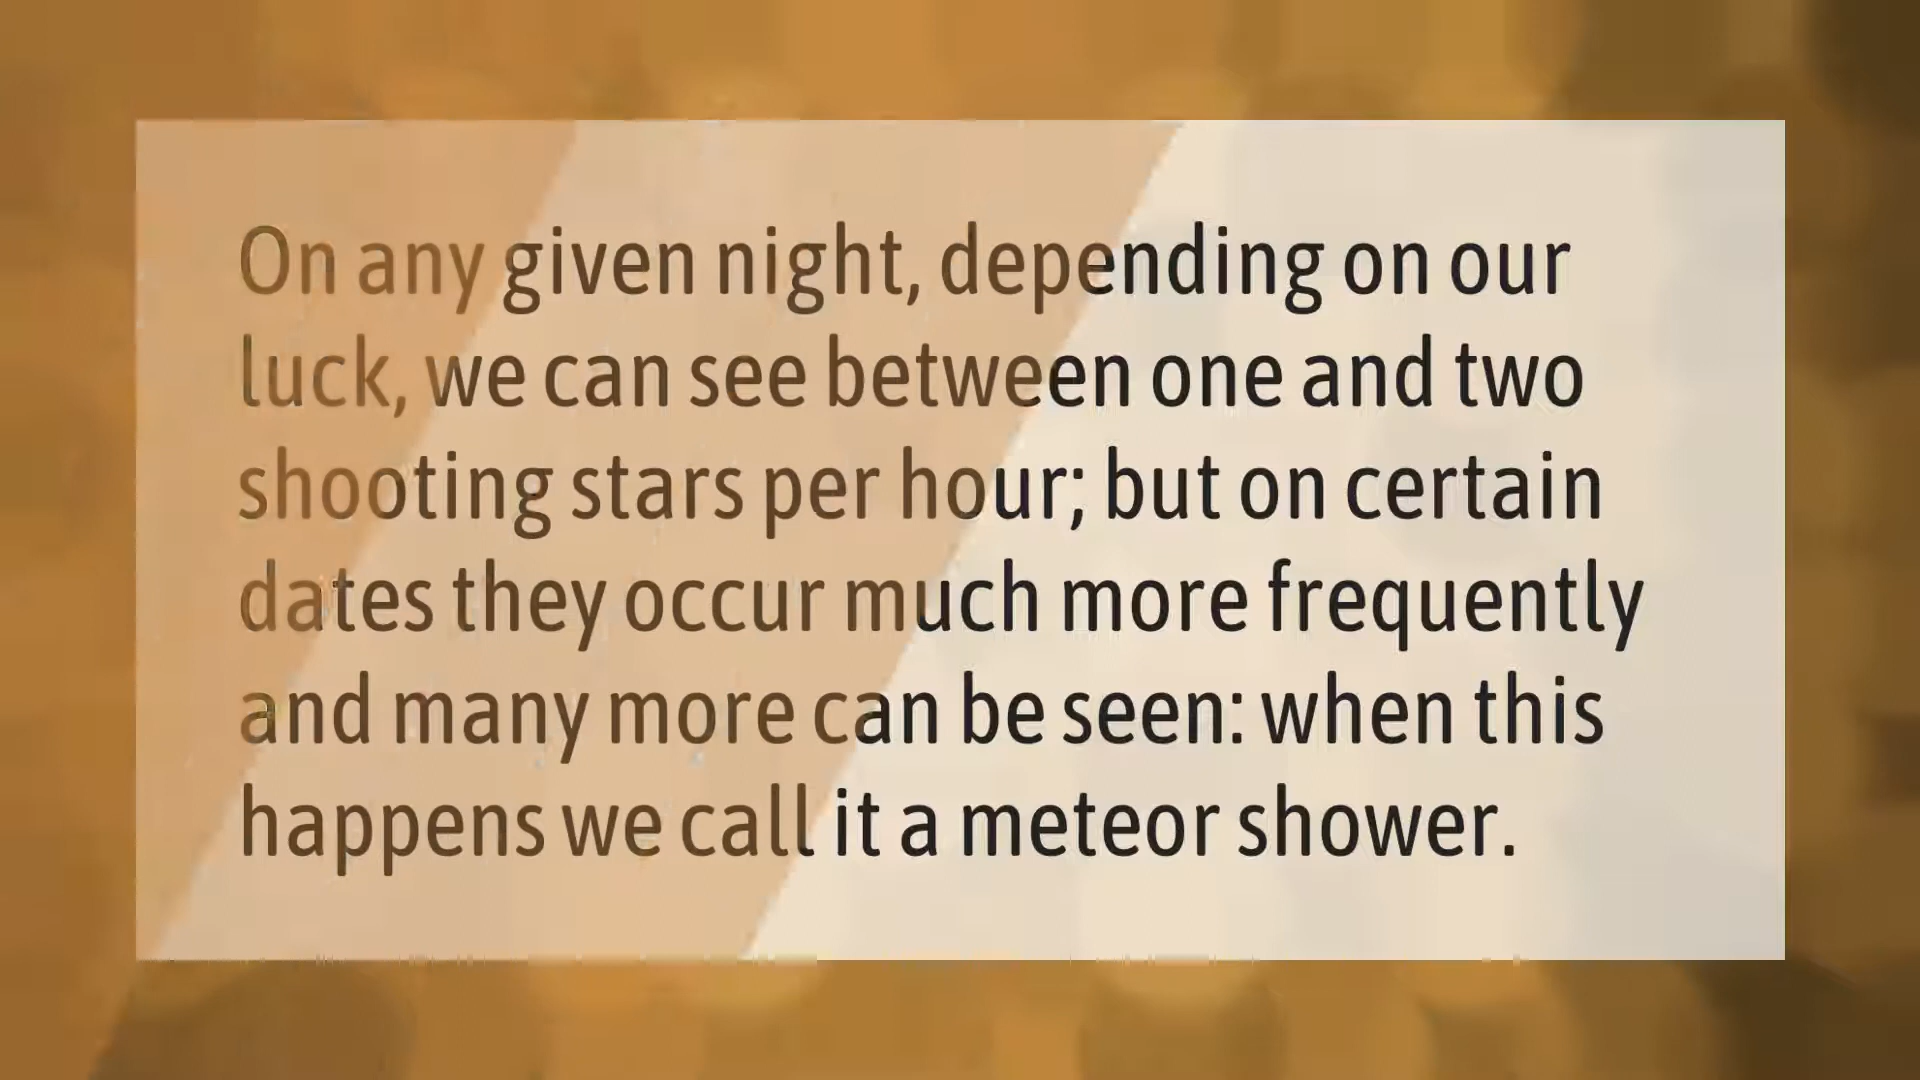 On any given night, depending on our
luck, we can see between one and two
shooting stars per hour; but on certain
dates they occur much more frequently
and many more can be seen: when this
happens we call it a meteor shower.